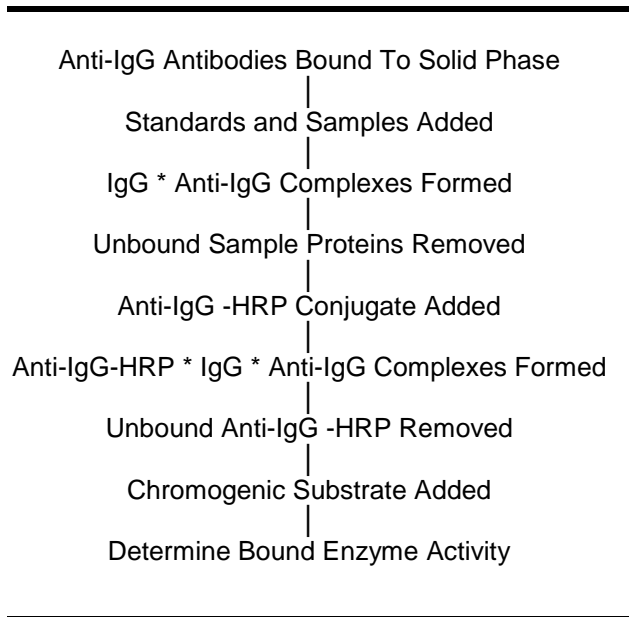 Anti-IgG Antibodies Bound To Solid Phase
Standards and Samples Added
IgG * Anti-IgG Complexes Formed
Unbound Sample Proteins Removed
Anti-IgG -HRP Conjugate Added
Anti-IgG-HRP * IgG * Anti-IgG Complexes Formed
Unbound Anti-IgG -HRP Removed
Chromogenic Substrate Added
Determine Bound Enzyme Activity